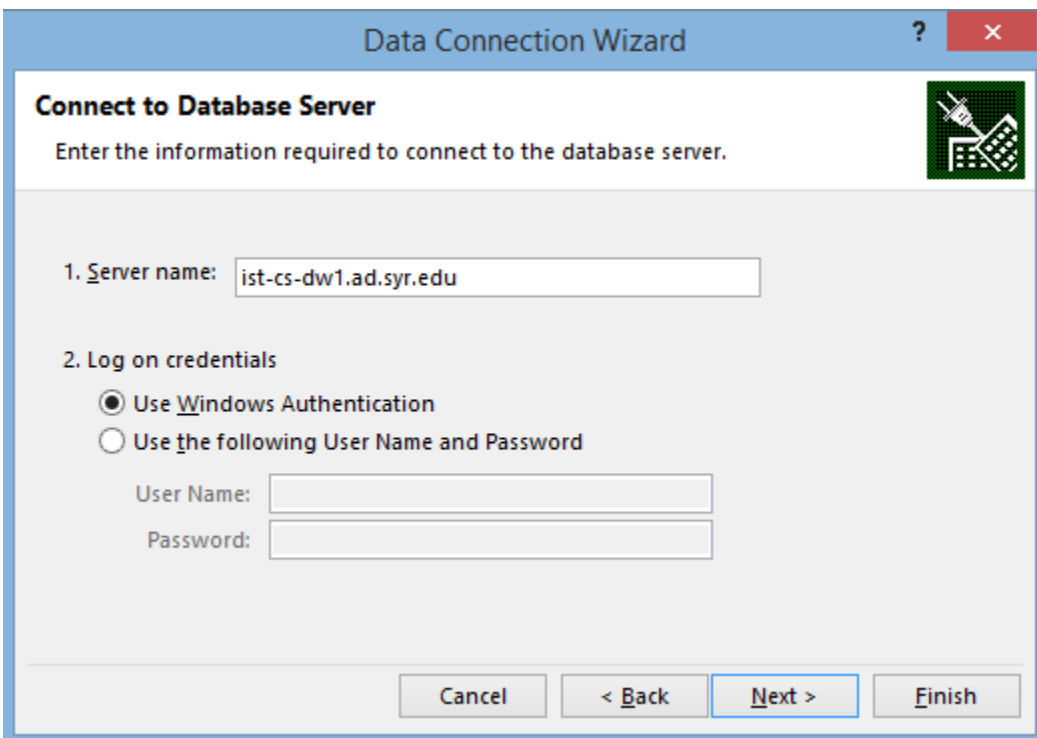 Data Connection Wizard ? ×
Connect to Database Server
Enter the information required to connect to the database server.
1. Server name: ist-cs-dw1.ad.syr.edu
2. Log on credentials
Use Windows Authentication
Use the following User Name and Password
User Name:
Password:
Cancel < Back Next > Finish